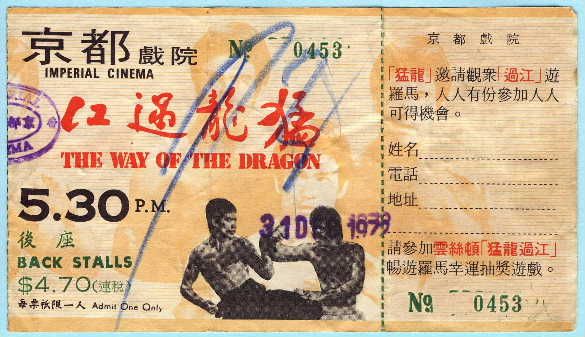 京都戲院
IMPERIAL CINEMA
№ 0453
江過龍猛
THE WAY OF THE DRAGON
5.30 P.M.
後座
BACK STALLS
$4.70(連稅)
每票祇限一人 Admit One Only
京都戲院
「猛龍」邀請觀衆「過江」遊
羅馬，人人有份參加人人
可得機會。
姓名
電話
地址
請參加雲絲頓「猛龍過江」
暢遊羅馬幸運抽獎遊戲。
№ 0453